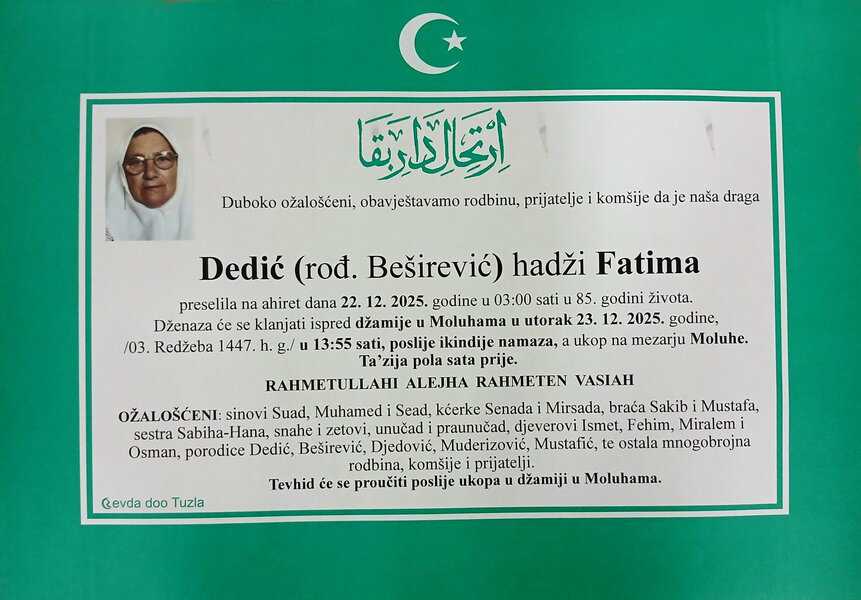 اِرْتِحَالِ دَارِ بَقَا
Duboko ožalošćeni, obavještavamo rodbinu, prijatelje i komšije da je naša draga
Dedić (rođ. Beširević) hadži Fatima
preselila na ahiret dana 22. 12. 2025. godine u 03:00 sati u 85. godini života.
Dženaza će se klanjati ispred džamije u Moluhama u utorak 23. 12. 2025. godine,
/03. Redžeba 1447. h. g./ u 13:55 sati, poslije ikindije namaza, a ukop na mezarju Moluhe.
Ta’zija pola sata prije.
RAHMETULLAHI ALEJHA RAHMETEN VASIAH
OŽALOŠĆENI: sinovi Suad, Muhamed i Sead, kćerke Senada i Mirsada, braća Sakib i Mustafa,
sestra Sabiha-Hana, snahe i zetovi, unučad i praunučad, djeverovi Ismet, Fehim, Miralem i
Osman, porodice Dedić, Beširević, Djedović, Muderizović, Mustafić, te ostala mnogobrojna
rodbina, komšije i prijatelji.
Tevhid će se proučiti poslije ukopa u džamiji u Moluhama.
evda doo Tuzla